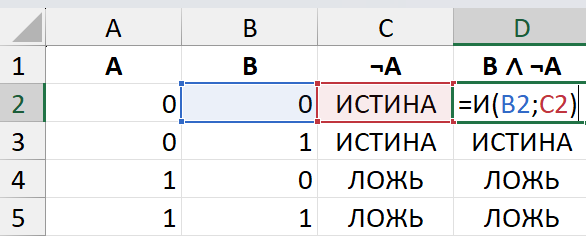 A B C D
1 A B ¬A B ∧ ¬A
2 0 0 ИСТИНА =И(B2;C2)
3 0 1 ИСТИНА ИСТИНА
4 1 0 ЛОЖЬ ЛОЖЬ
5 1 1 ЛОЖЬ ЛОЖЬ